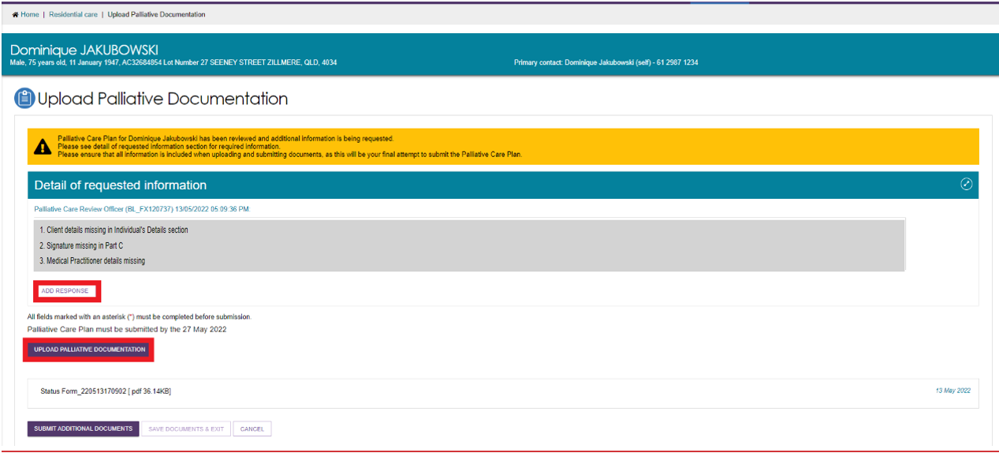 Home | Residential care | Upload Palliative Documentation
Dominique JAKUBOWSKI
Male, 75 years old, 11 January 1947, AC32684854 Lot Number 27 SEENEY STREET ZILLMERE, QLD, 4034 Primary contact: Dominique Jakubowski (self) - 61 2987 1234
Upload Palliative Documentation
Palliative Care Plan for Dominique Jakubowski has been reviewed and additional information is being requested.
Please see detail of requested information section for required information.
Please ensure that all information is included when uploading and submitting documents, as this will be your final attempt to submit the Palliative Care Plan.
Detail of requested information
Palliative Care Review Officer (BL_FX120737) 13/05/2022 05:09:36 PM:
1. Client details missing in Individual's Details section
2. Signature missing in Part C
3. Medical Practitioner details missing
ADD RESPONSE
All fields marked with an asterisk (*) must be completed before submission.
Palliative Care Plan must be submitted by the 27 May 2022
UPLOAD PALLIATIVE DOCUMENTATION
Status Form_220513170902 [ pdf 36.14KB] 13 May 2022
SUBMIT ADDITIONAL DOCUMENTS SAVE DOCUMENTS & EXIT CANCEL